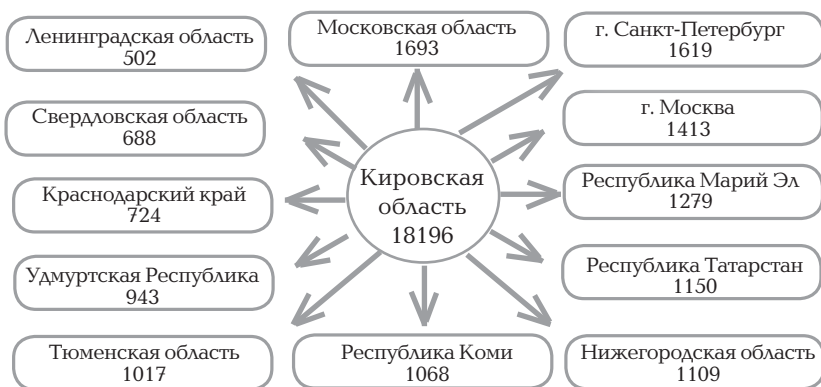 Ленинградская область
502
Московская область
1693
г. Санкт-Петербург
1619
Свердловская область
688
г. Москва
1413
Краснодарский край
724
Кировская
область
18196
Республика Марий Эл
1279
Удмуртская Республика
943
Республика Татарстан
1150
Тюменская область
1017
Республика Коми
1068
Нижегородская область
1109